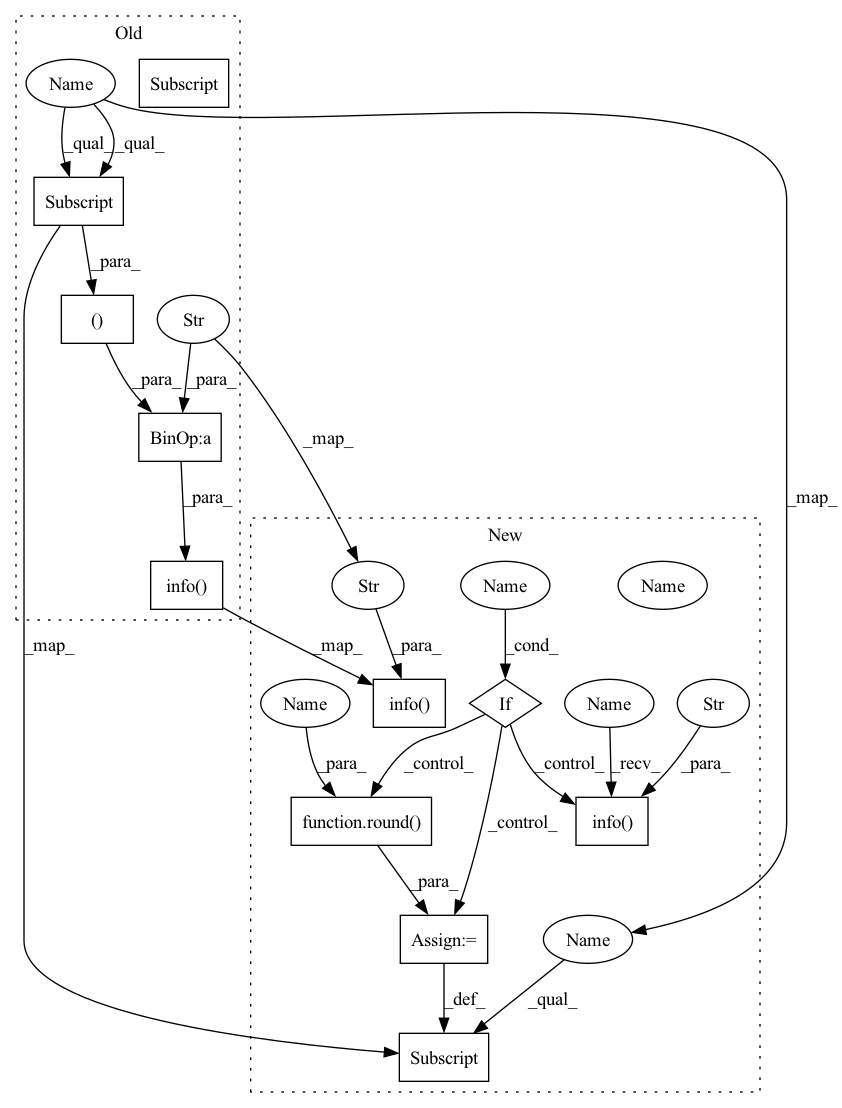 Old
Name
Subscript
_qual_
_qual_
Subscript
_para_
()
Str
_para_
_para_
BinOp:a
_map_
_para_
_map_
New
info()
Str
Name
Name
_map_
_map_
_para_
_cond_
Name
info()
If
Name
Str
_para_
_control_
_control_
_recv_
_para_
function.round()
_control_
info()
_para_
Assign:=
Name
_def_
_qual_
Subscript